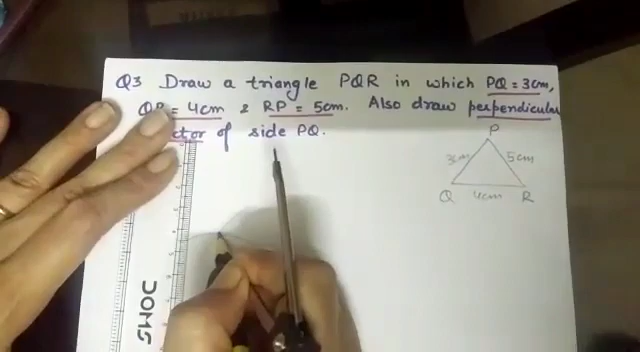 Q3 Draw a triangle PQR in which PQ = 3cm,
= 4cm & RP = 5cm. Also draw perpendicular
of side PQ.
P
3cm 5cm
Q 4cm R
DOMS